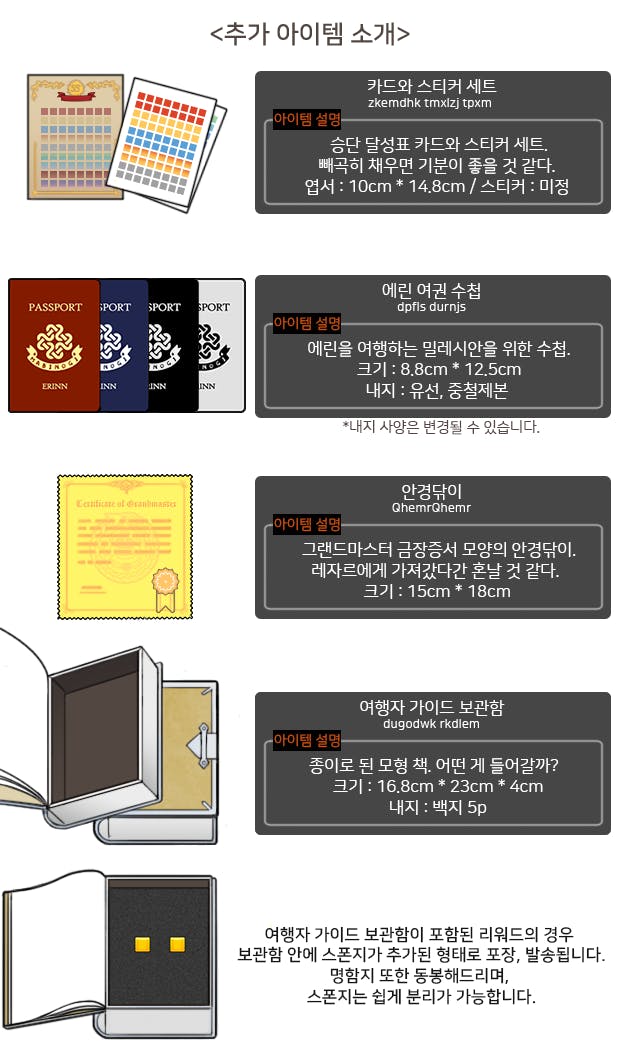 <추가 아이템 소개>
카드와 스티커 세트
zkemdhk tmxlzj tpxm
아이템 설명
승단 달성표 카드와 스티커 세트.
빼곡히 채우면 기분이 좋을 것 같다.
엽서 : 10cm * 14.8cm / 스티커 : 미정
PASSPORT
MABINOGI
ERINN
SPORT
INOGI
INN
SPORT
NOGI
INN
SPORT
NOGI
INN
에린 여권 수첩
dpfls durnjs
아이템 설명
에린을 여행하는 밀레시안을 위한 수첩.
크기 : 8.8cm * 12.5cm
내지 : 유선, 중철제본
*내지 사양은 변경될 수 있습니다.
Certificate of Grandmaster
안경닦이
QhemrQhemr
아이템 설명
그랜드마스터 금장증서 모양의 안경닦이.
레자르에게 가져갔다간 혼날 것 같다.
크기 : 15cm * 18cm
여행자 가이드 보관함
dugodwk rkdlem
아이템 설명
종이로 된 모형 책. 어떤 게 들어갈까?
크기 : 16.8cm * 23cm * 4cm
내지 : 백지 5p
여행자 가이드 보관함이 포함된 리워드의 경우
보관함 안에 스폰지가 추가된 형태로 포장, 발송됩니다.
명함지 또한 동봉해드리며,
스폰지는 쉽게 분리가 가능합니다.